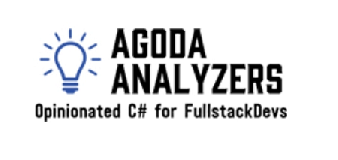 AGODA
ANALYZERS
Opinionated C# for FullstackDevs